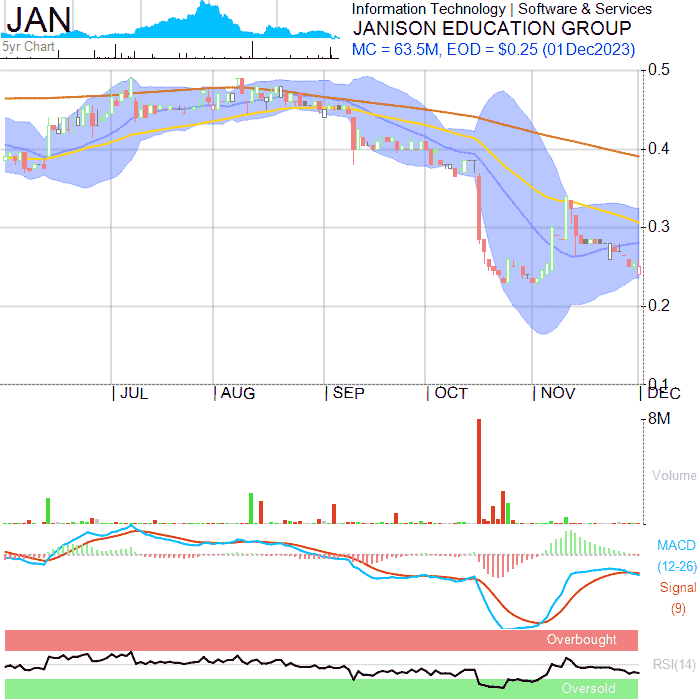 JAN
5yr Chart
Information Technology | Software & Services
JANISON EDUCATION GROUP
MC = 63.5M, EOD = $0.25 (01Dec2023)
0.5
0.4
0.3
0.2
0.1
JUL AUG SEP OCT NOV DEC
8M
Volume
MACD
(12-26)
Signal
(9)
Overbought
RSI(14)
Oversold